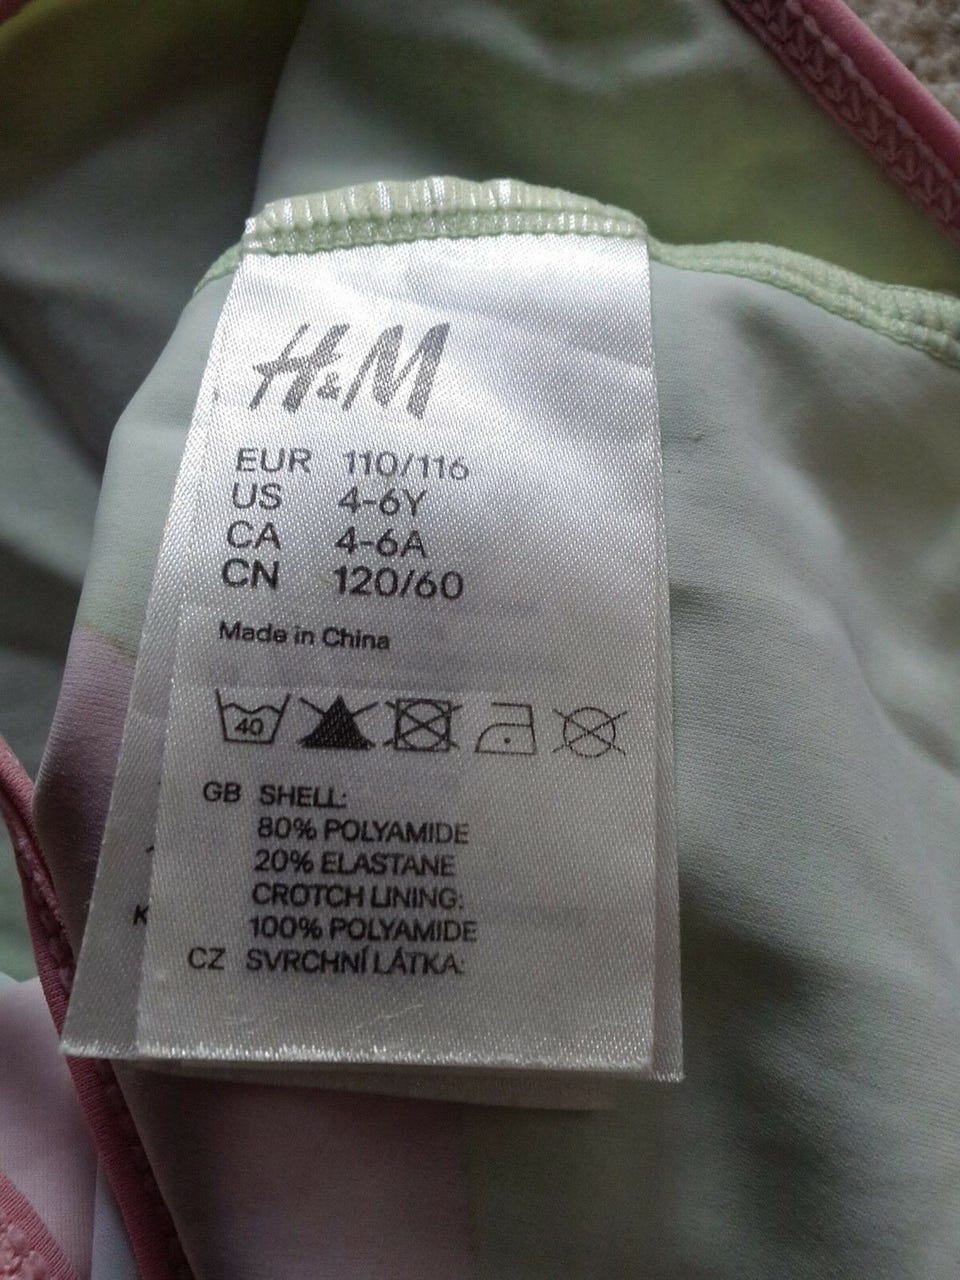 H&M
EUR 110/116
US 4-6Y
CA 4-6A
CN 120/60
Made in China
40
GB SHELL:
80% POLYAMIDE
20% ELASTANE
CROTCH LINING:
100% POLYAMIDE
CZ SVRCHNÍ LÁTKA:
K